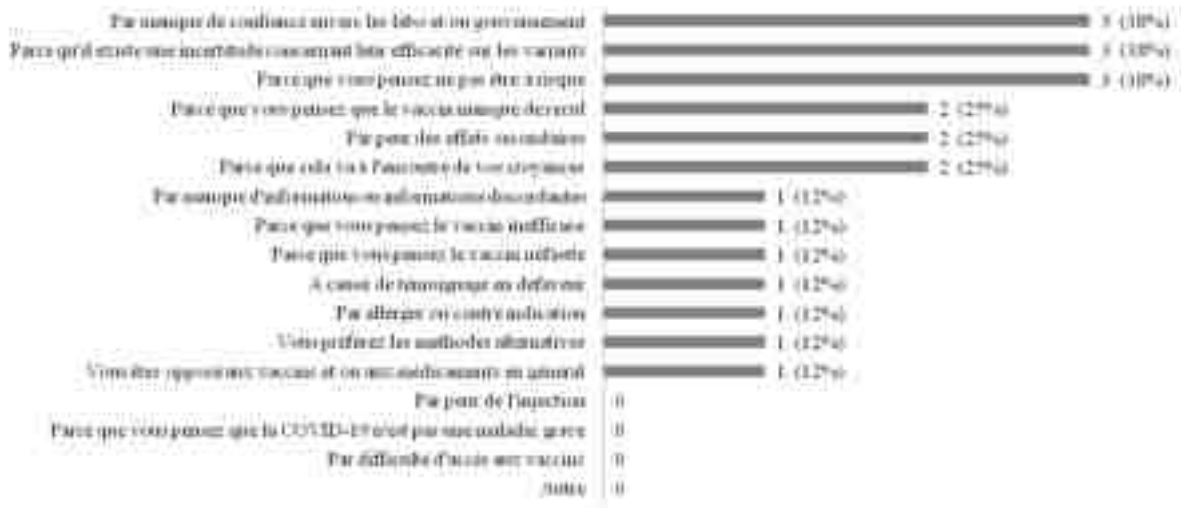 Par manque de confiance envers les labo et ou gouvernement 3 (38%)
Parce qu'il existe une incertitude concernant leur efficacité sur les variants 3 (38%)
Parce que vous pensez ne pas être à risque 3 (38%)
Parce que vous pensez que le vaccin manque de recul 2 (25%)
Par peur des effets secondaires 2 (25%)
Parce que cela va à l'encontre de vos croyances 2 (25%)
Par manque d'informations ou informations discordantes 1 (12%)
Parce que vous pensez le vaccin inefficace 1 (12%)
Parce que vous pensez le vaccin 1 (12%)
A cause de témoignage en défaveur 1 (12%)
Par allergie ou contre indication 1 (12%)
Vous préférez les méthodes alternatives 1 (12%)
Vous êtes opposé aux vaccins et ou aux médicaments en général 1 (12%)
Par peur de l'injection 0
Parce que vous pensez que la COVID-19 n'est pas une maladie grave 0
Par difficulté d'accès aux vaccins 0
Autre 0